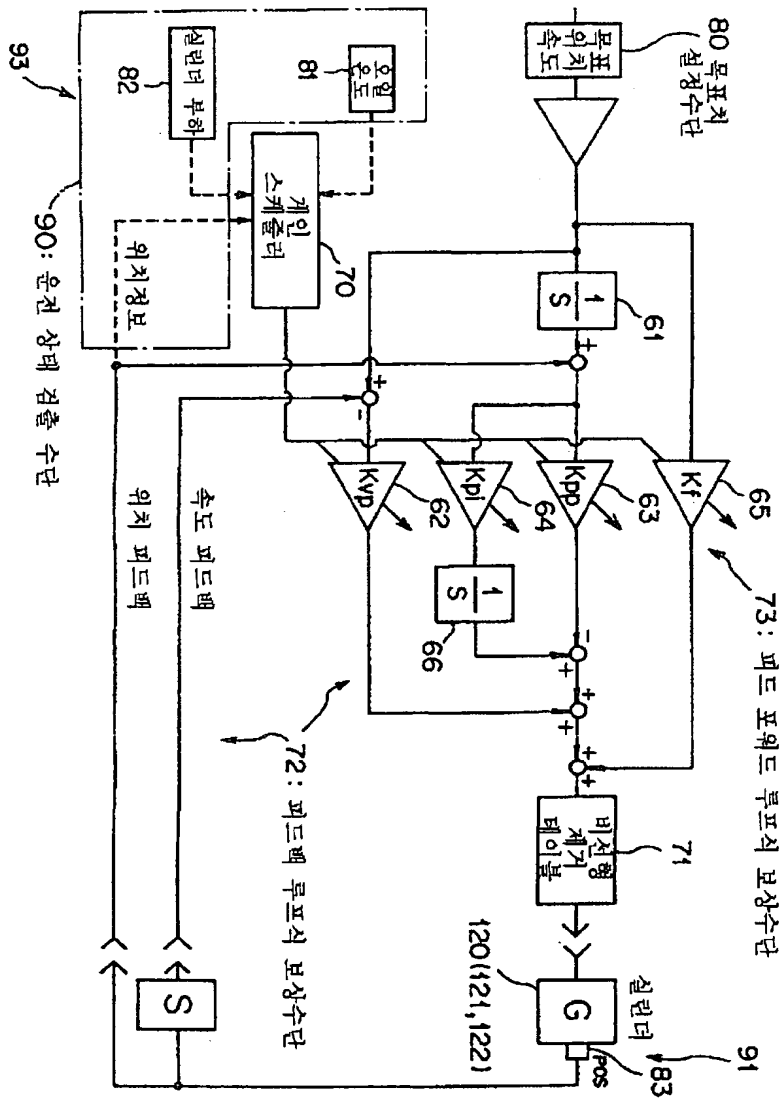 80 목표치
설정수단
목표
위치
속도
93
82
실린더 부하
81
오일
온도
게인
스케줄러
70
90: 운전 상태 검출 수단
위치정보
1
S
61
+
+
-
Kvp
62
Kpi
64
Kpp
63
Kf
65
1
S
66
-
+
+
+
+
+
73: 피드 포워드 루프식 보상수단
72: 피드백 루프식 보상수단
속도 피드백
위치 피드백
비선형
제거
테이블
71
120(121,122)
실린더
G
POS
83
91
S